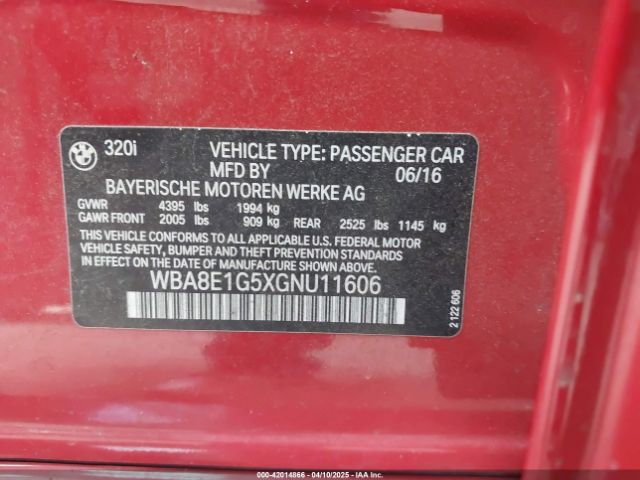 320i VEHICLE TYPE: PASSENGER CAR
MFD BY 06/16
BAYERISCHE MOTOREN WERKE AG
GVWR 4395 lbs 1994 kg
GAWR FRONT 2005 lbs 909 kg REAR 2525 lbs 1145 kg
THIS VEHICLE CONFORMS TO ALL APPLICABLE U.S. FEDERAL MOTOR
VEHICLE SAFETY, BUMPER AND THEFT PREVENTION STANDARDS
IN EFFECT ON THE DATE OF MANUFACTURE SHOWN ABOVE.
WBA8E1G5XGNU11606
2 122 606
000-42014866 - 04/10/2025 - IAAI.COM